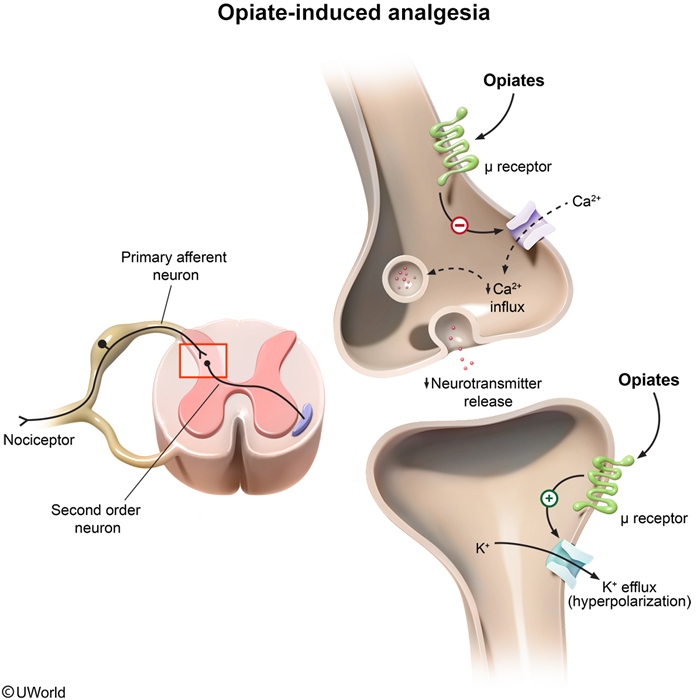 Opiate-induced analgesia
Opiates
μ receptor
Ca²⁺
Ca²⁺
influx
Neurotransmitter
release
Primary afferent
neuron
Nociceptor
Second order
neuron
Opiates
μ receptor
K⁺
K⁺ efflux
(hyperpolarization)
©UWorld